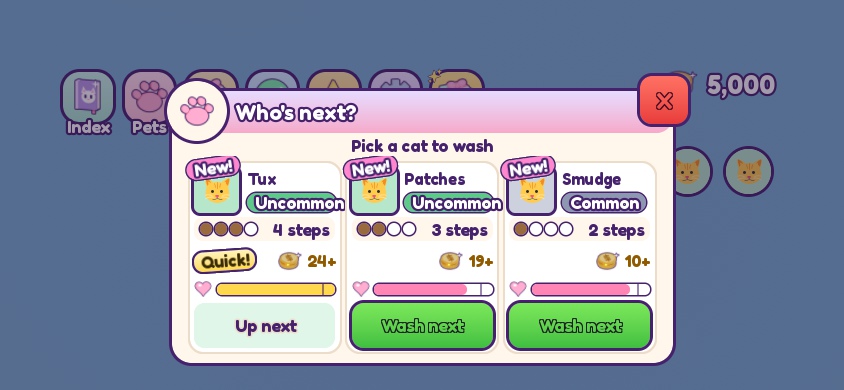 5,000
Index
Pets
Who's next?
X
Pick a cat to wash
New!
Tux
Uncommon
4 steps
Quick!
24+
Up next
New!
Patches
Uncommon
3 steps
19+
Wash next
New!
Smudge
Common
2 steps
10+
Wash next